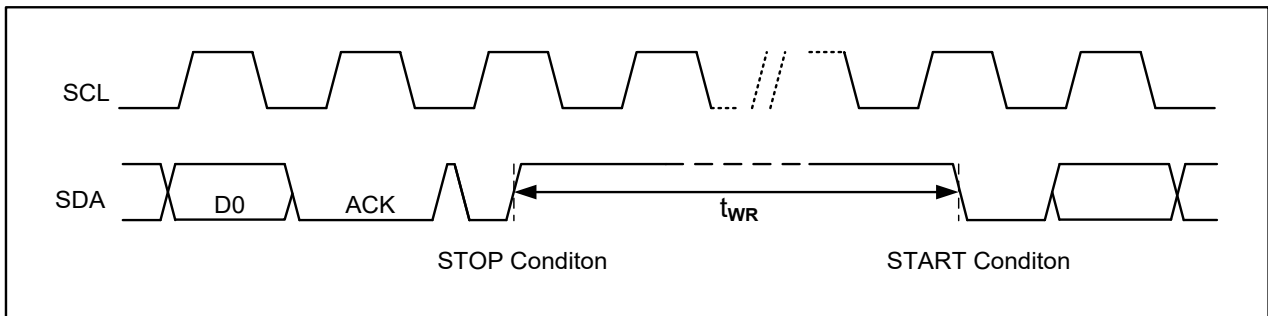 SCL
SDA
D0
ACK
tWR
STOP Conditon
START Conditon